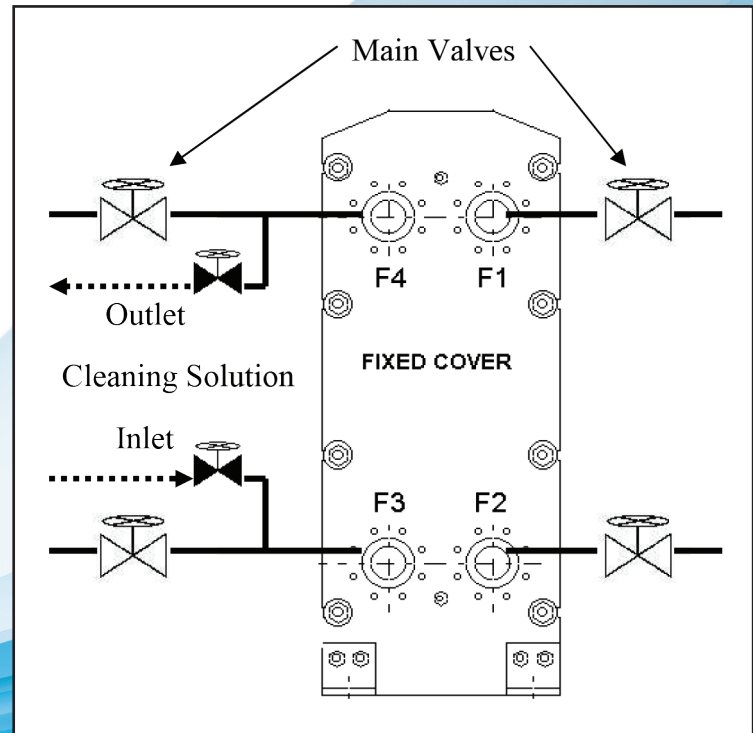 Main Valves
F4 F1
Outlet
FIXED COVER
Cleaning Solution
Inlet
F3 F2